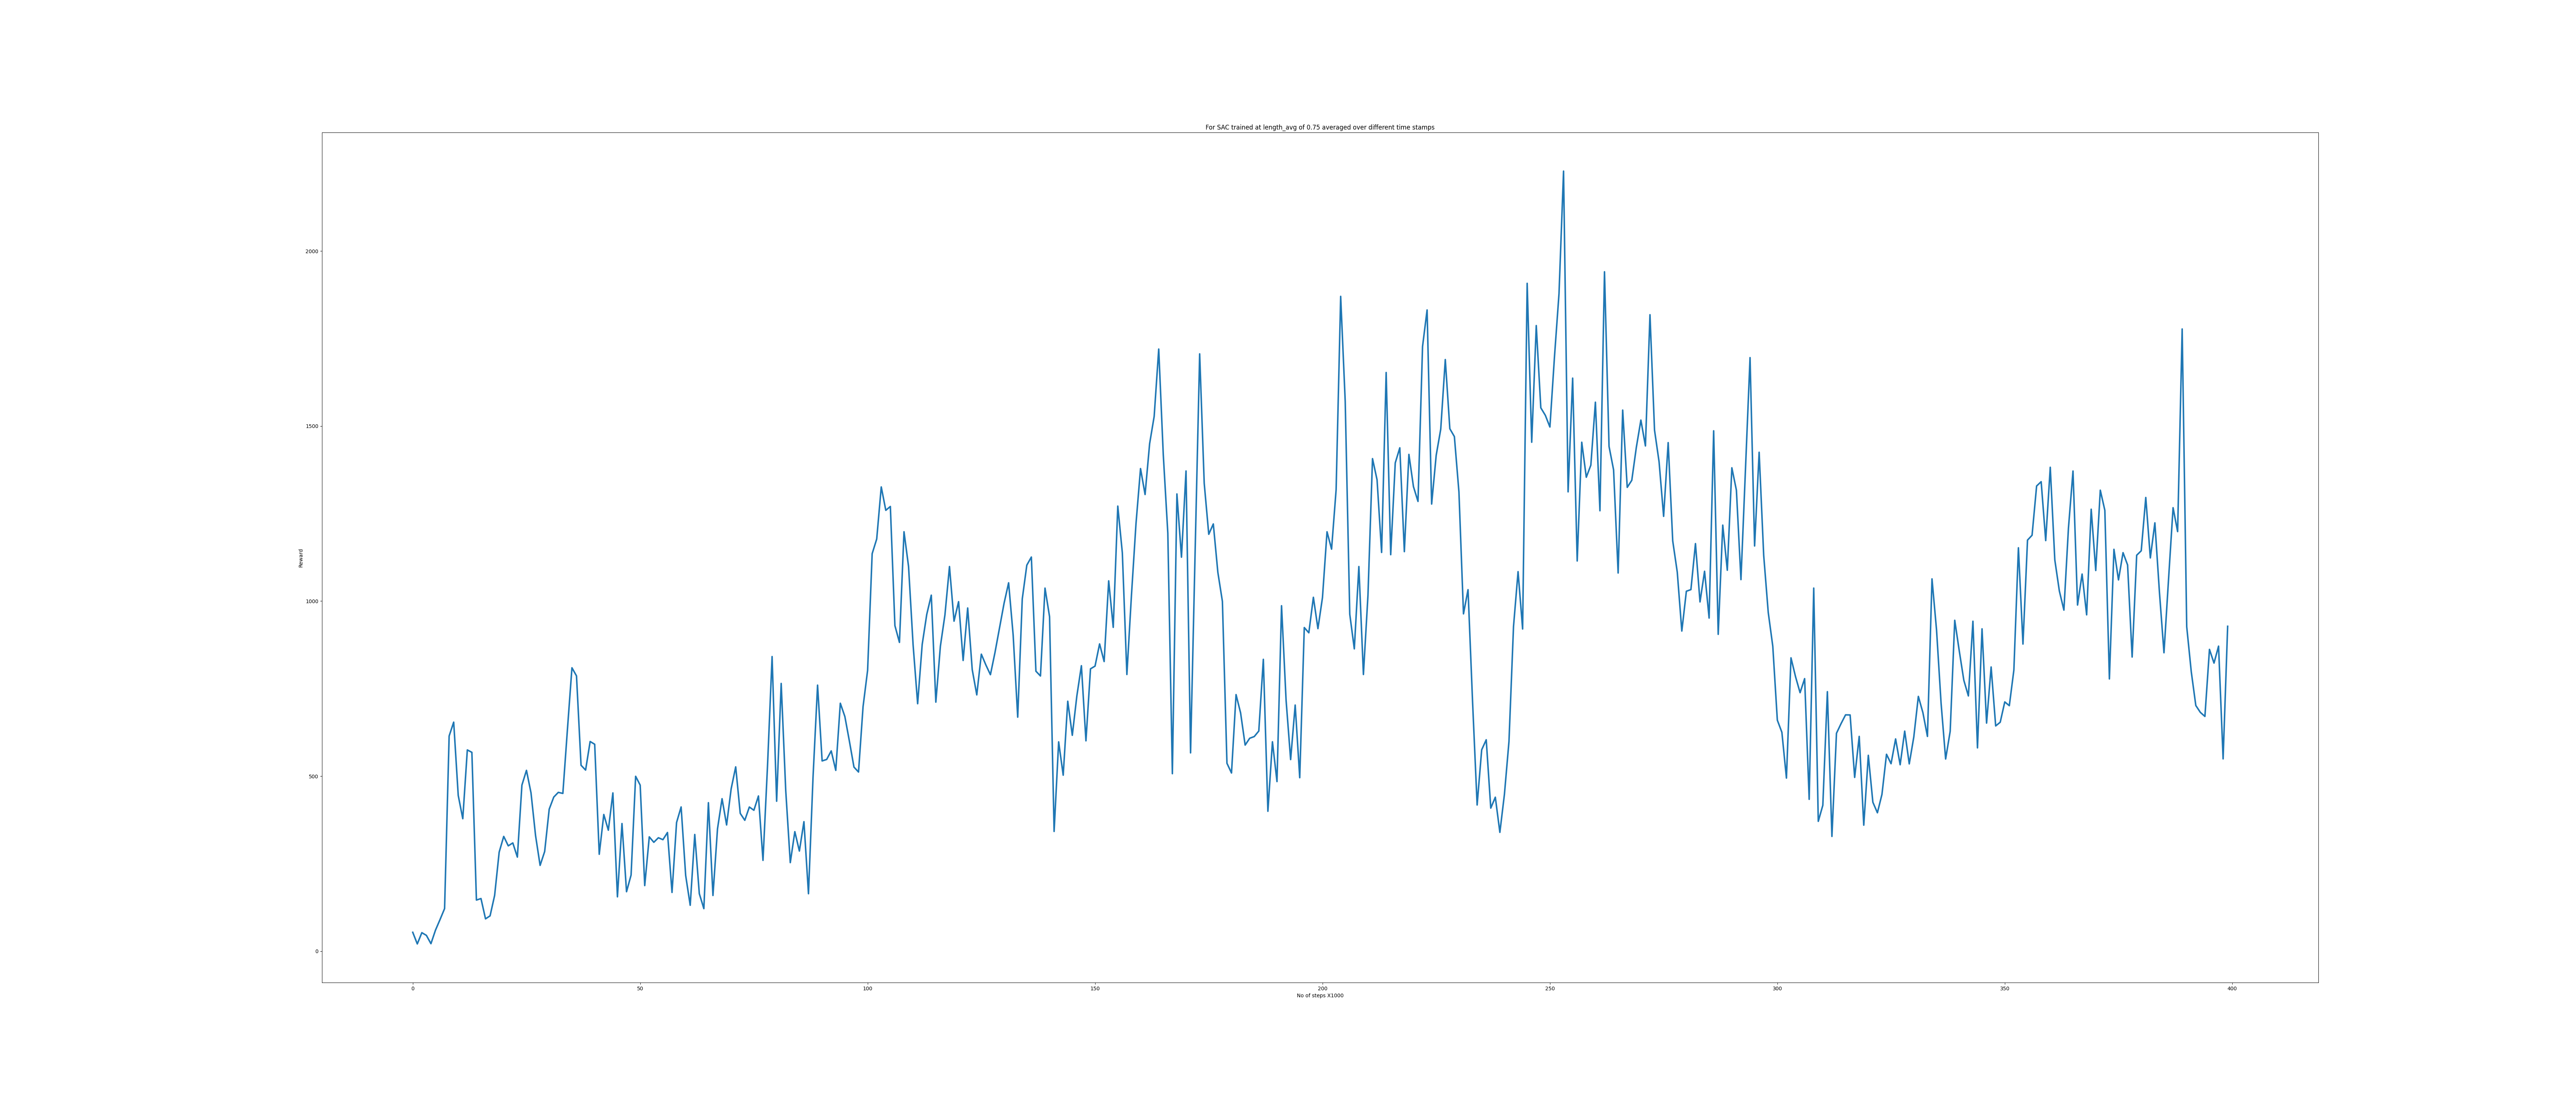 For SAC trained at length_avg of 0.75 averaged over different time stamps
2000
1500
1000
500
0
Reward
0 50 100 150 200 250 300 350 400
No of steps X1000